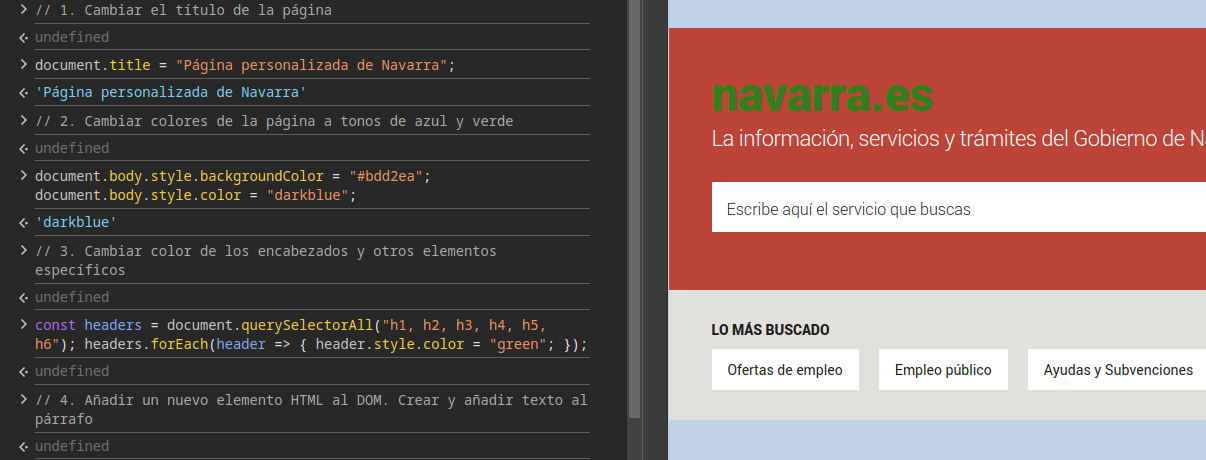 // 1. Cambiar el título de la página
undefined
document.title = "Página personalizada de Navarra";
'Página personalizada de Navarra'
// 2. Cambiar colores de la página a tonos de azul y verde
undefined
document.body.style.backgroundColor = "#bdd2ea";
document.body.style.color = "darkblue";
'darkblue'
// 3. Cambiar color de los encabezados y otros elementos
específicos
undefined
const headers = document.querySelectorAll("h1, h2, h3, h4, h5,
h6"); headers.forEach(header => { header.style.color = "green"; });
undefined
// 4. Añadir un nuevo elemento HTML al DOM. Crear y añadir texto al
párrafo
undefined
navarra.es
La información, servicios y trámites del Gobierno de N
Escribe aquí el servicio que buscas
LO MÁS BUSCADO
Ofertas de empleo
Empleo público
Ayudas y Subvenciones